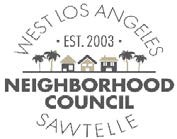 WEST LOS ANGELES
• EST. 2003 •
NEIGHBORHOOD
COUNCIL
SAWTELLE